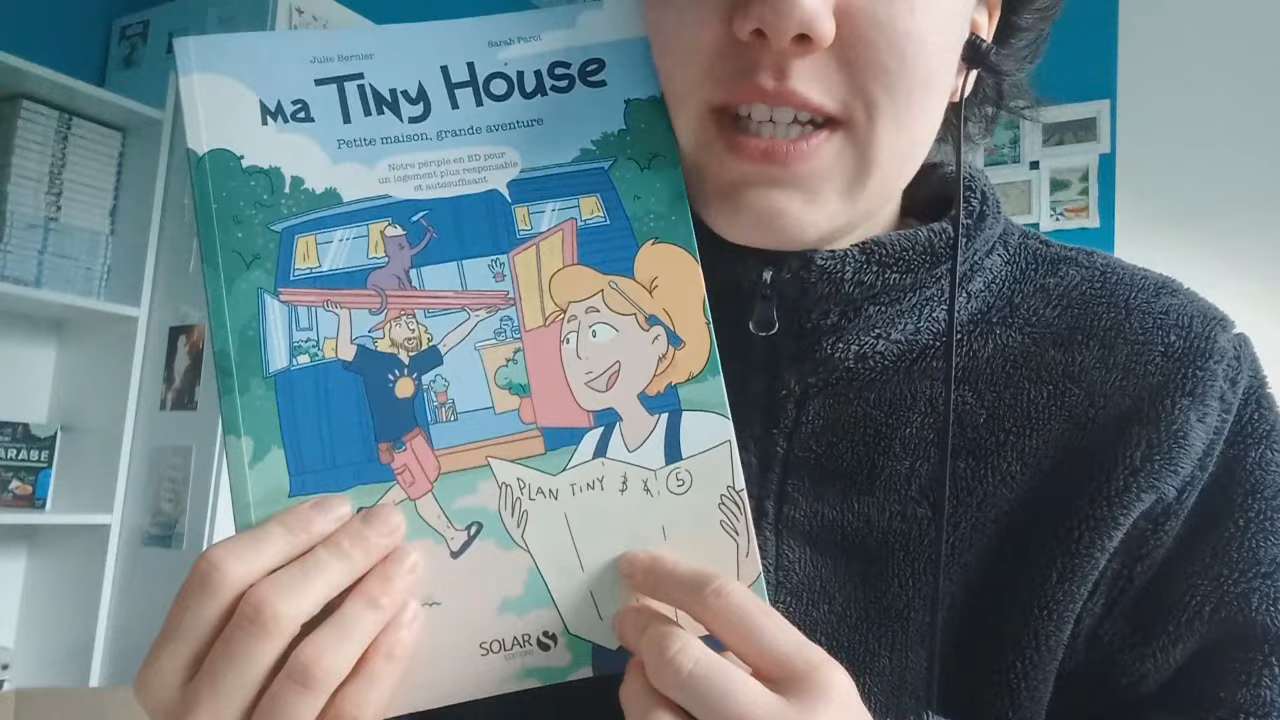 Julie Bernier
Sarah Parot
Ma Tiny House
Petite maison, grande aventure
Notre périple en BD pour
un logement plus responsable
et autosuffisant
PLAN TINY
5
SOLAR
ÉDITIONS
ARABE